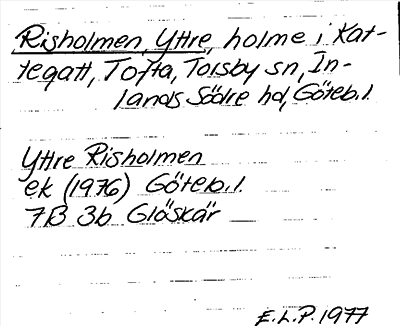 Risholmen, Yttre, holme i Kat-
tegatt, Tofta, Torsby sn, In-
lands Södre hd, Göteb.l.
Yttre Risholmen
ek (1976) Göteb.l.
7B 3b Glöskär
E.L.P. 1977